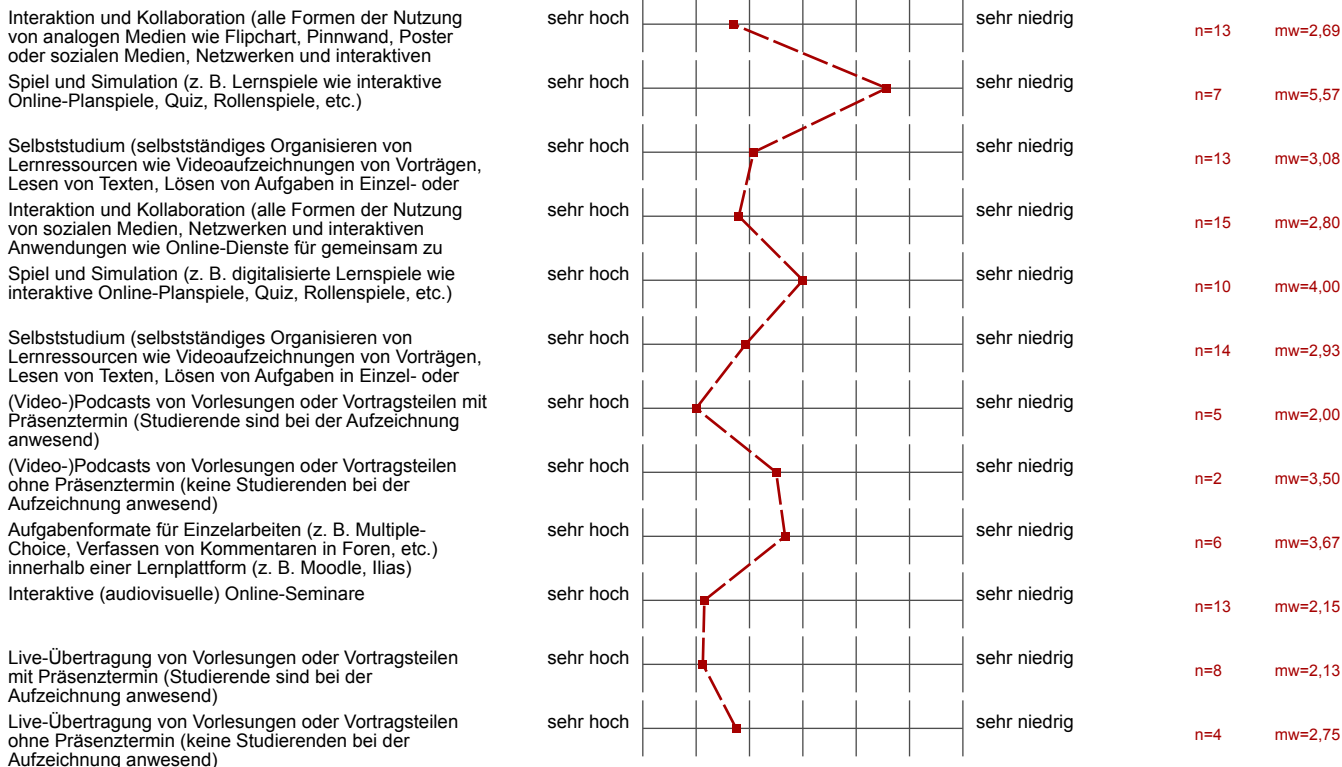 Interaktion und Kollaboration (alle Formen der Nutzung
von analogen Medien wie Flipchart, Pinnwand, Poster
oder sozialen Medien, Netzwerken und interaktiven
sehr hoch sehr niedrig n=13 mw=2,69
Spiel und Simulation (z. B. Lernspiele wie interaktive
Online-Planspiele, Quiz, Rollenspiele, etc.)
sehr hoch sehr niedrig n=7 mw=5,57
Selbststudium (selbstständiges Organisieren von
Lernressourcen wie Videoaufzeichnungen von Vorträgen,
Lesen von Texten, Lösen von Aufgaben in Einzel- oder
sehr hoch sehr niedrig n=13 mw=3,08
Interaktion und Kollaboration (alle Formen der Nutzung
von sozialen Medien, Netzwerken und interaktiven
Anwendungen wie Online-Dienste für gemeinsam zu
sehr hoch sehr niedrig n=15 mw=2,80
Spiel und Simulation (z. B. digitalisierte Lernspiele wie
interaktive Online-Planspiele, Quiz, Rollenspiele, etc.)
sehr hoch sehr niedrig n=10 mw=4,00
Selbststudium (selbstständiges Organisieren von
Lernressourcen wie Videoaufzeichnungen von Vorträgen,
Lesen von Texten, Lösen von Aufgaben in Einzel- oder
sehr hoch sehr niedrig n=14 mw=2,93
(Video-)Podcasts von Vorlesungen oder Vortragsteilen mit
Präsenztermin (Studierende sind bei der Aufzeichnung
anwesend)
sehr hoch sehr niedrig n=5 mw=2,00
(Video-)Podcasts von Vorlesungen oder Vortragsteilen
ohne Präsenztermin (keine Studierenden bei der
Aufzeichnung anwesend)
sehr hoch sehr niedrig n=2 mw=3,50
Aufgabenformate für Einzelarbeiten (z. B. Multiple-
Choice, Verfassen von Kommentaren in Foren, etc.)
innerhalb einer Lernplattform (z. B. Moodle, Ilias)
sehr hoch sehr niedrig n=6 mw=3,67
Interaktive (audiovisuelle) Online-Seminare
sehr hoch sehr niedrig n=13 mw=2,15
Live-Übertragung von Vorlesungen oder Vortragsteilen
mit Präsenztermin (Studierende sind bei der
Aufzeichnung anwesend)
sehr hoch sehr niedrig n=8 mw=2,13
Live-Übertragung von Vorlesungen oder Vortragsteilen
ohne Präsenztermin (keine Studierenden bei der
Aufzeichnung anwesend)
sehr hoch sehr niedrig n=4 mw=2,75